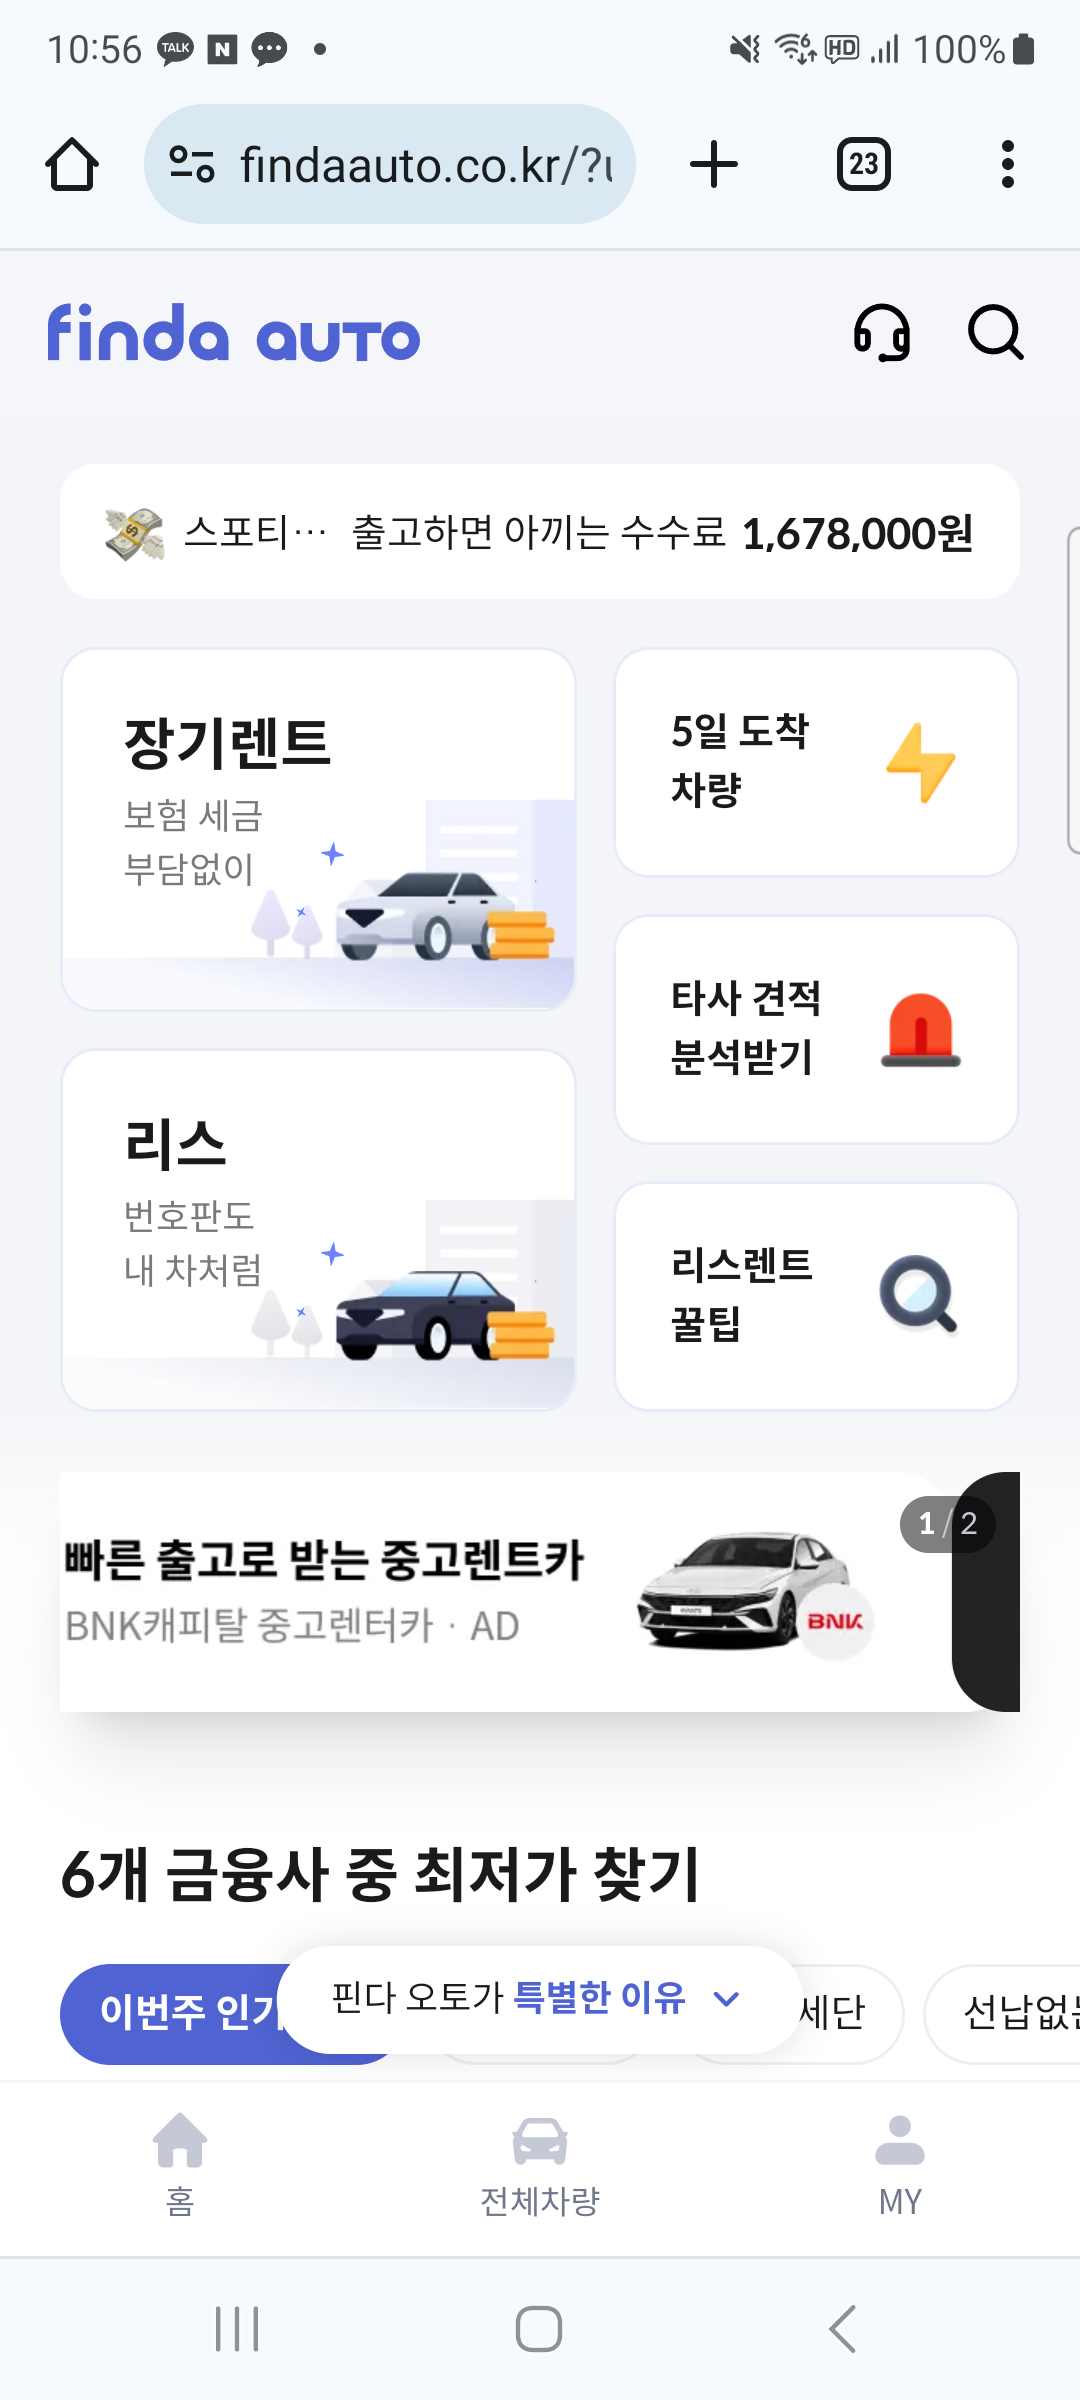 10:56 TALK N HD 100%
findaauto.co.kr/?
23
finda auto
스포티··· 출고하면 아끼는 수수료 1,678,000원
장기렌트
보험 세금
부담없이
5일 도착
차량
타사 견적
분석받기
리스
번호판도
내 차처럼
리스렌트
꿀팁
빠른 출고로 받는 중고렌트카
BNK캐피탈 중고렌터카 · AD
BNK
1 / 2
6개 금융사 중 최저가 찾기
이번주 인기
세단
선납없는
핀다 오토가 특별한 이유
홈
전체차량
MY